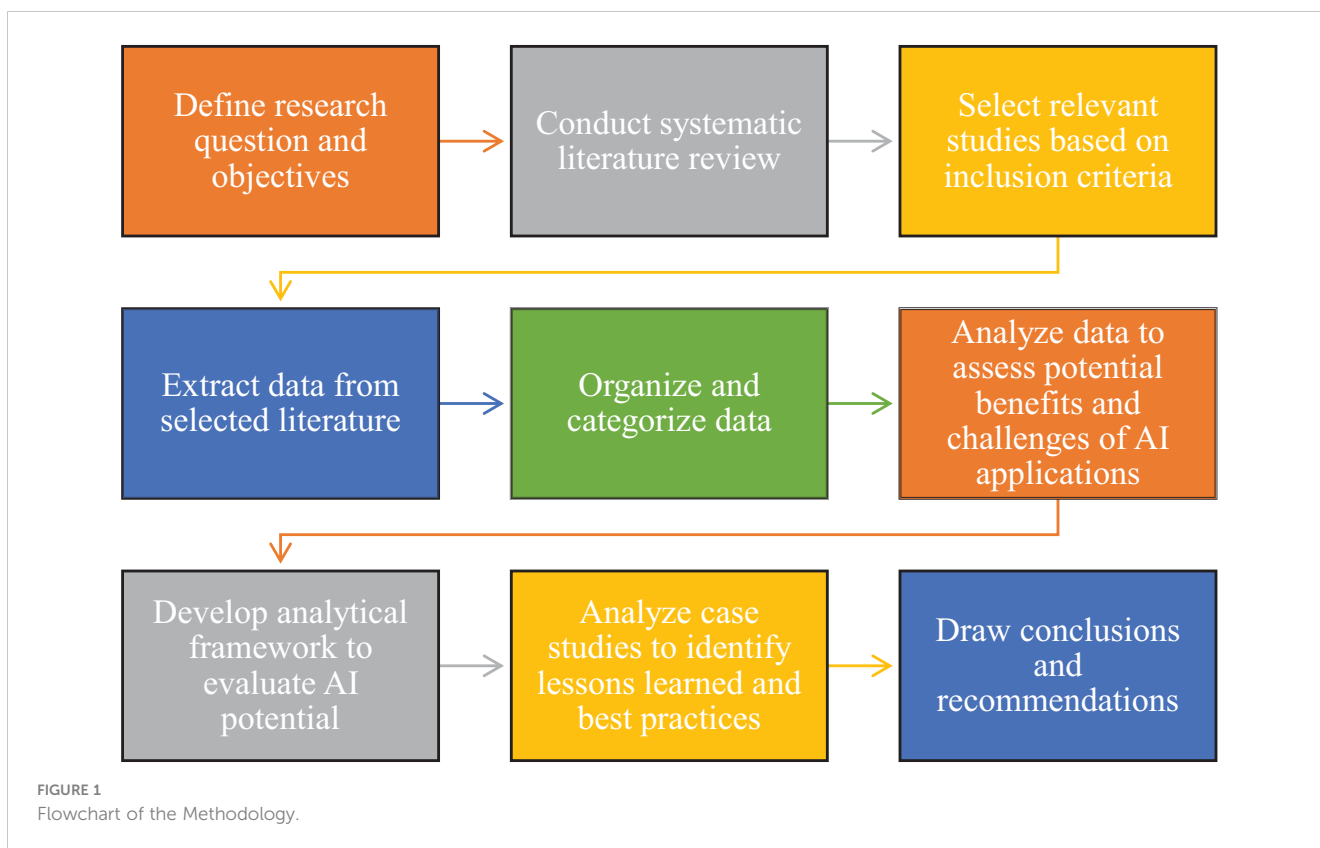 Define research
question and
objectives
Conduct systematic
literature review
Select relevant
studies based on
inclusion criteria
Extract data from
selected literature
Organize and
categorize data
Analyze data to
assess potential
benefits and
challenges of AI
applications
Develop analytical
framework to
evaluate AI
potential
Analyze case
studies to identify
lessons learned and
best practices
Draw conclusions
and
recommendations
FIGURE 1
Flowchart of the Methodology.